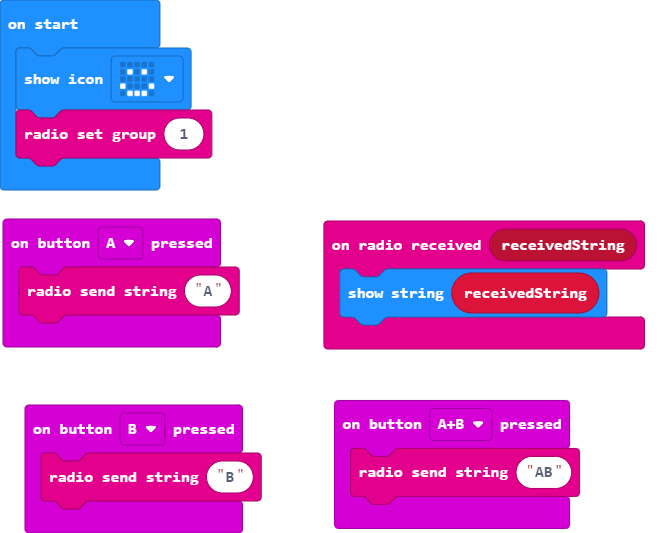 on start
show icon
radio set group 1
on button A pressed
radio send string "A"
on radio received receivedString
show string receivedString
on button B pressed
radio send string "B"
on button A+B pressed
radio send string "AB"